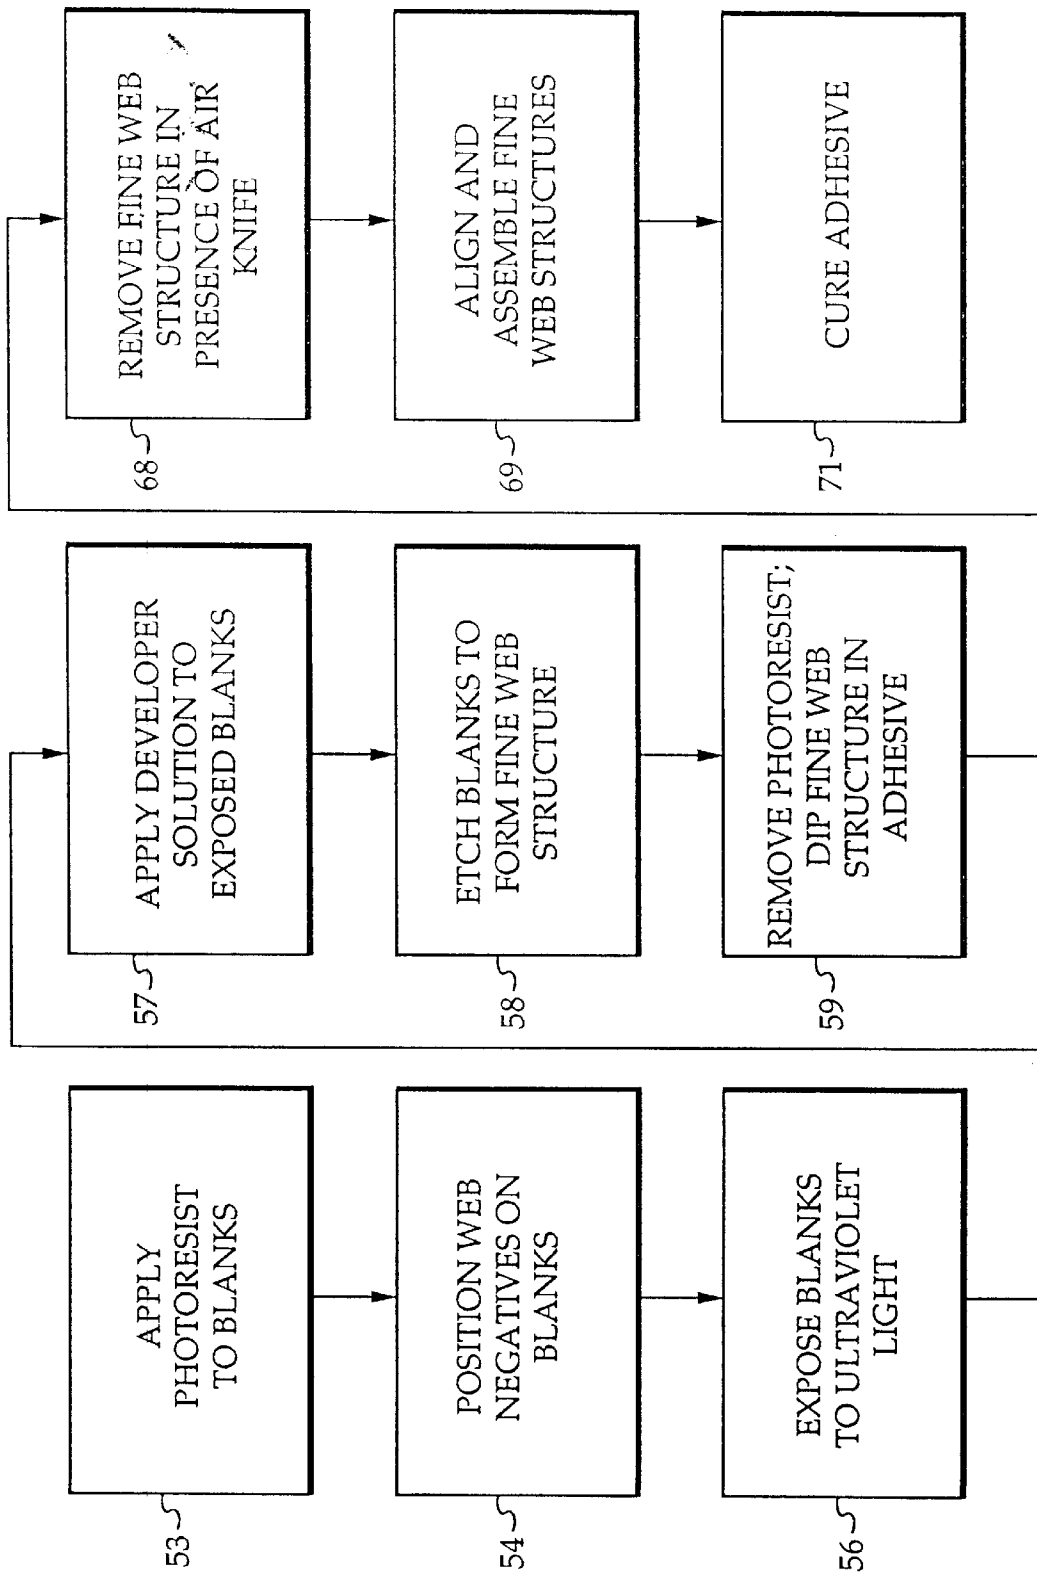 53
APPLY
PHOTORESIST
TO BLANKS
54
POSITION WEB
NEGATIVES ON
BLANKS
56
EXPOSE BLANKS
TO ULTRAVIOLET
LIGHT
57
APPLY DEVELOPER
SOLUTION TO
EXPOSED BLANKS
58
ETCH BLANKS TO
FORM FINE WEB
STRUCTURE
59
REMOVE PHOTORESIST;
DIP FINE WEB
STRUCTURE IN
ADHESIVE
68
REMOVE FINE WEB
STRUCTURE IN
PRESENCE OF AIR
KNIFE
69
ALIGN AND
ASSEMBLE FINE
WEB STRUCTURES
71
CURE ADHESIVE